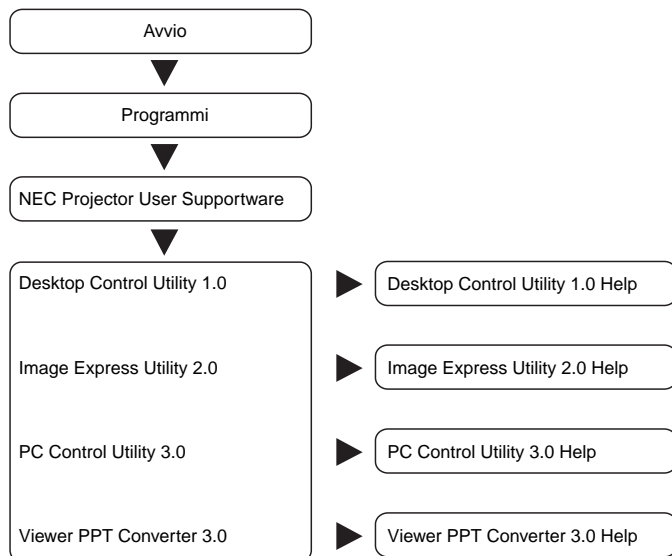 Avvio
Programmi
NEC Projector User Supportware
Desktop Control Utility 1.0
Desktop Control Utility 1.0 Help
Image Express Utility 2.0
Image Express Utility 2.0 Help
PC Control Utility 3.0
PC Control Utility 3.0 Help
Viewer PPT Converter 3.0
Viewer PPT Converter 3.0 Help